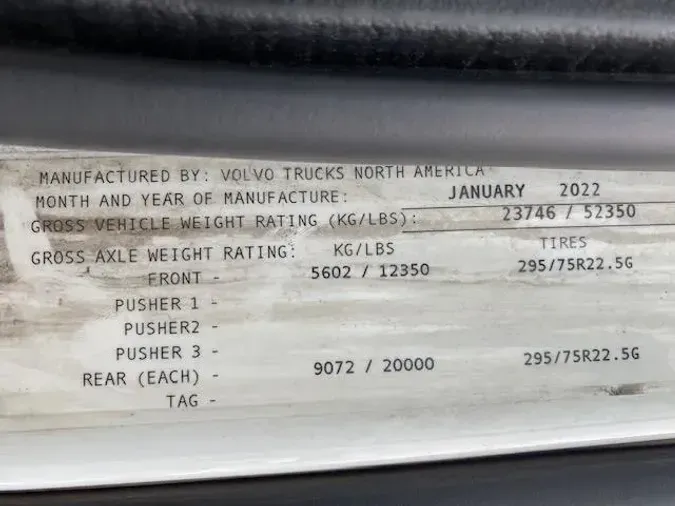 MANUFACTURED BY: VOLVO TRUCKS NORTH AMERICA
MONTH AND YEAR OF MANUFACTURE: JANUARY 2022
GROSS VEHICLE WEIGHT RATING (KG/LBS): 23746 / 52350
GROSS AXLE WEIGHT RATING: KG/LBS TIRES
FRONT - 5602 / 12350 295/75R22.5G
PUSHER 1 -
PUSHER2 -
PUSHER 3 -
REAR (EACH) - 9072 / 20000 295/75R22.5G
TAG -